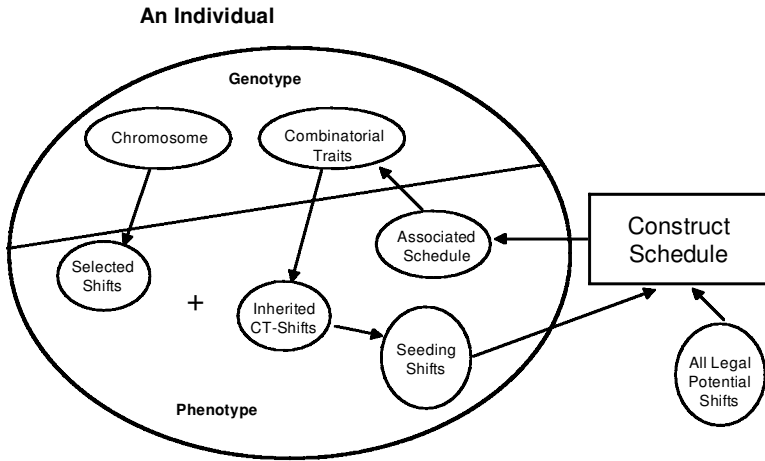 An Individual
Genotype
Chromosome
Combinatorial
Traits
Selected
Shifts
+
Inherited
CT-Shifts
Associated
Schedule
Seeding
Shifts
Phenotype
Construct
Schedule
All Legal
Potential
Shifts